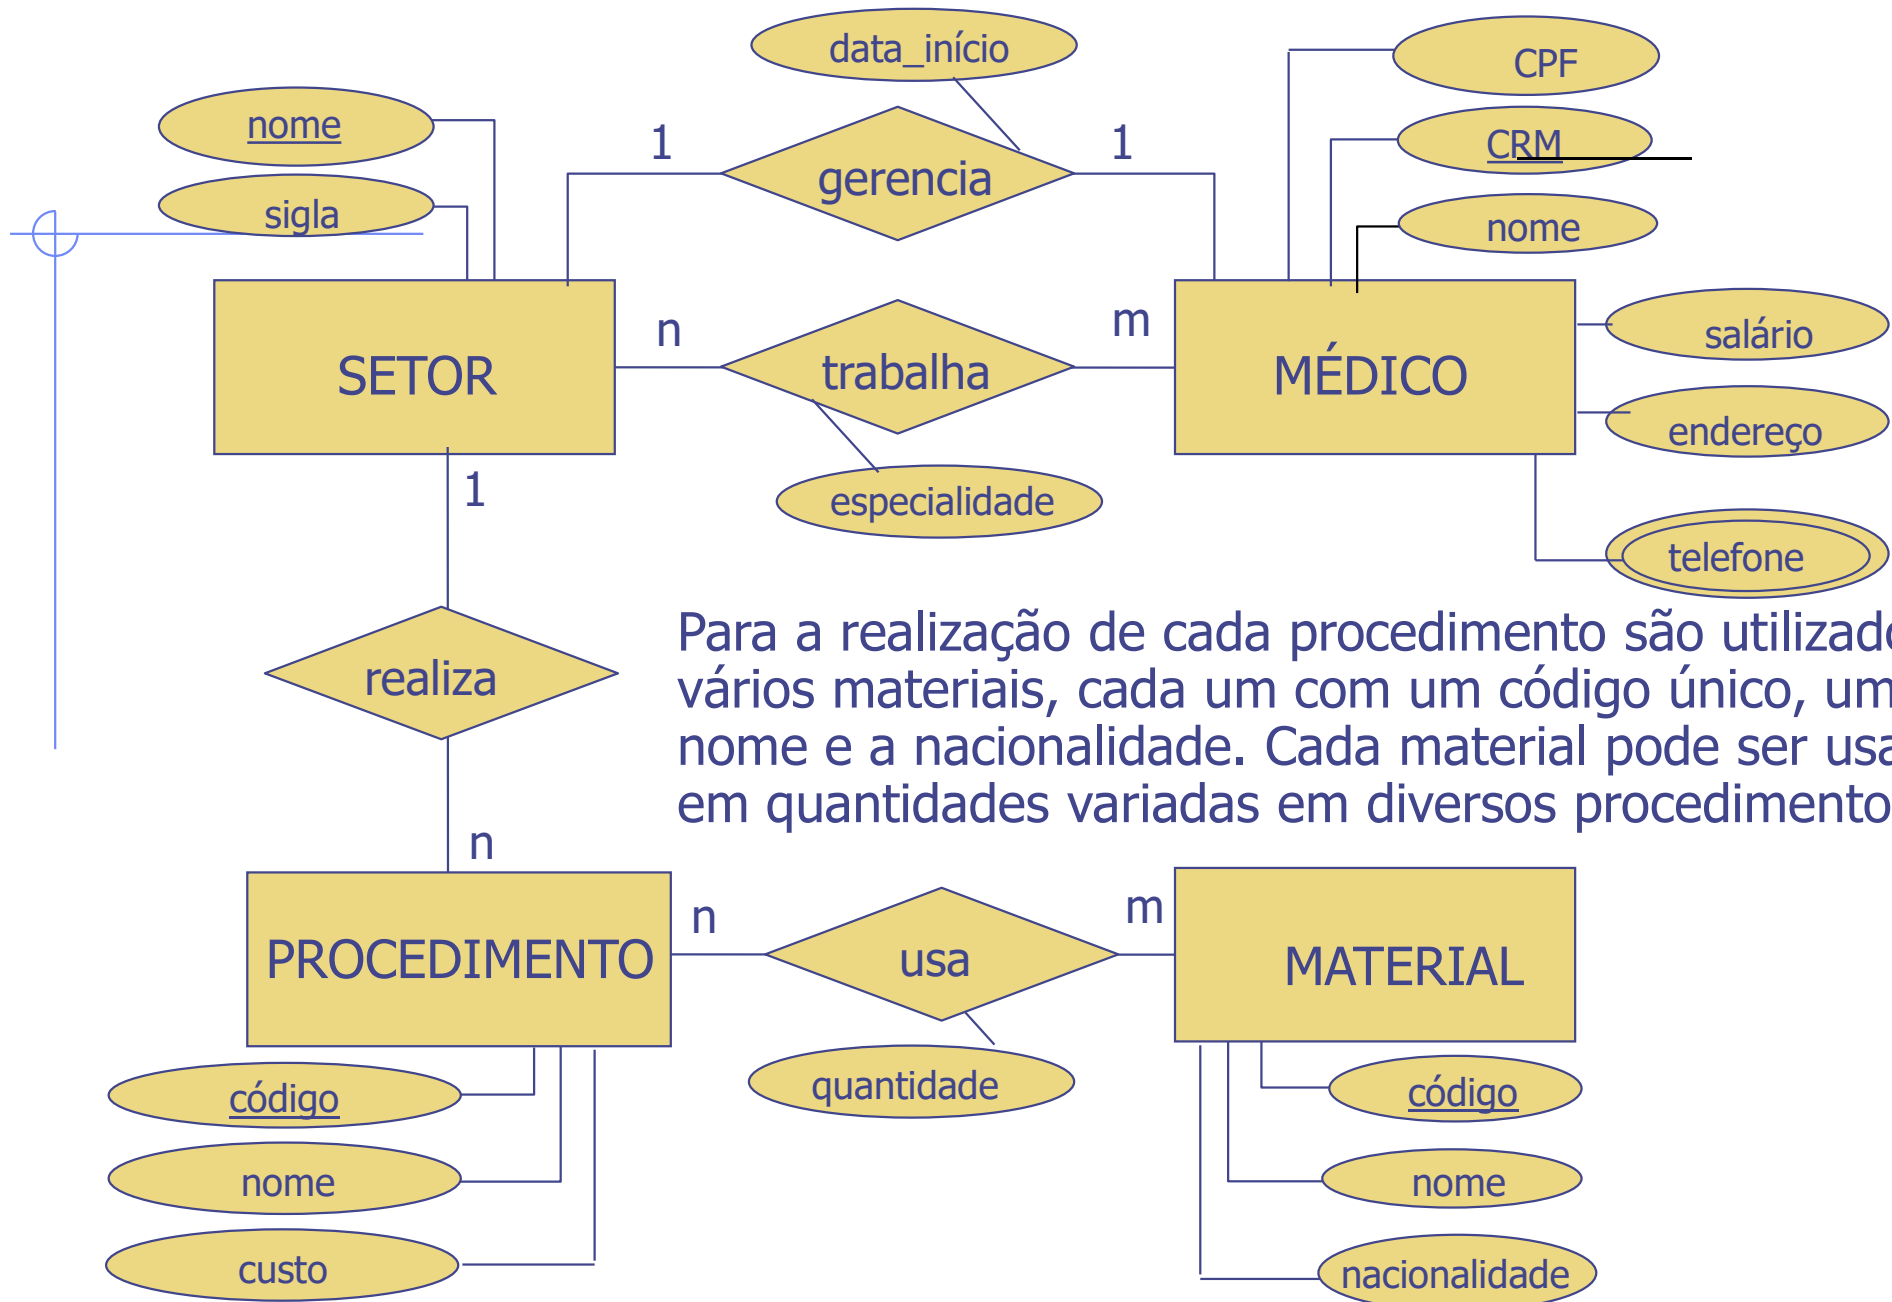 data_início
CPF
nome
1
1
CRM
gerencia
sigla
nome
n
m
salário
SETOR
trabalha
MÉDICO
endereço
1
especialidade
telefone
Para a realização de cada procedimento são utilizado
vários materiais, cada um com um código único, um
nome e a nacionalidade. Cada material pode ser usa
em quantidades variadas em diversos procedimento
realiza
n
n
m
PROCEDIMENTO
usa
MATERIAL
código
quantidade
código
nome
nome
custo
nacionalidade